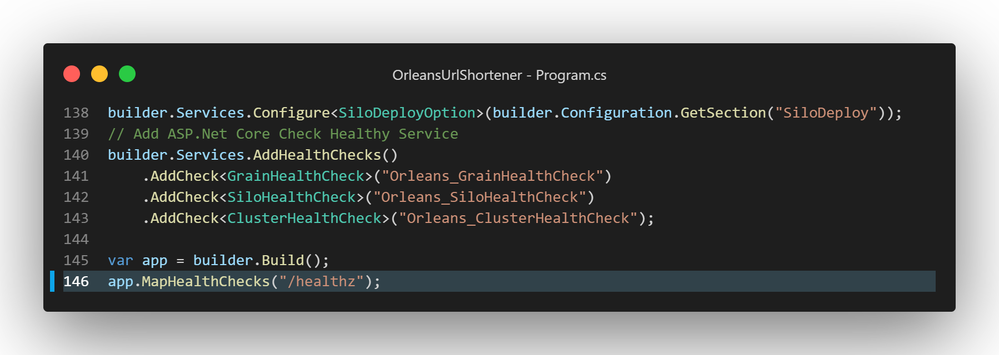 OrleansUrlShortener - Program.cs
138 builder.Services.Configure<SiloDeployOption>(builder.Configuration.GetSection("SiloDeploy"));
139 // Add ASP.Net Core Check Healthy Service
140 builder.Services.AddHealthChecks()
141     .AddCheck<GrainHealthCheck>("Orleans_GrainHealthCheck")
142     .AddCheck<SiloHealthCheck>("Orleans_SiloHealthCheck")
143     .AddCheck<ClusterHealthCheck>("Orleans_ClusterHealthCheck");
144
145 var app = builder.Build();
146 app.MapHealthChecks("/healthz");